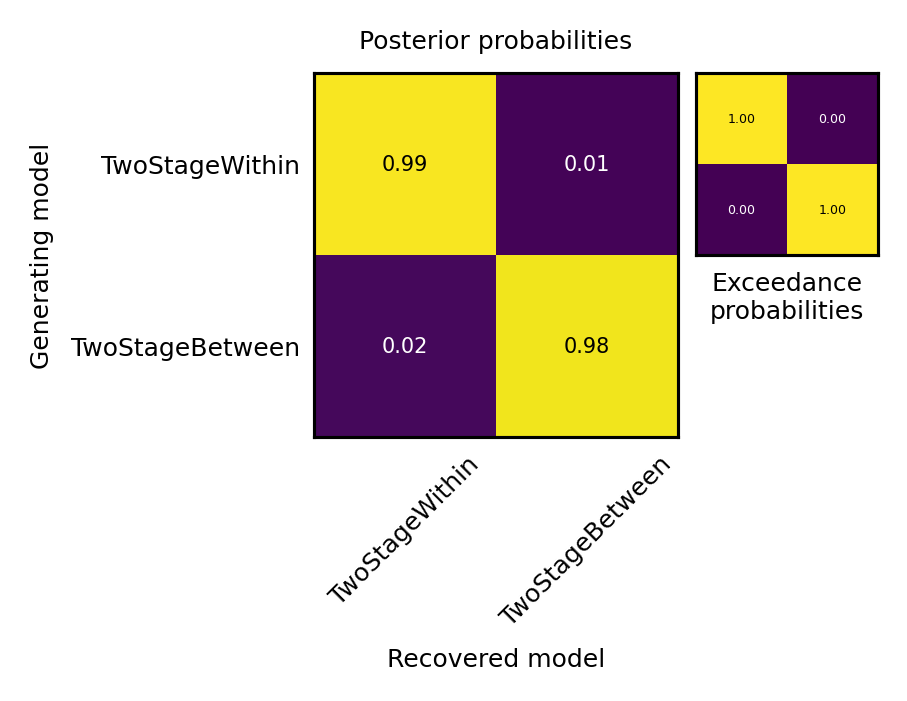 Posterior probabilities
Generating model
TwoStageWithin
0.99
0.01
1.00
0.00
0.00
1.00
Exceedance
probabilities
TwoStageBetween
0.02
0.98
TwoStageWithin
TwoStageBetween
Recovered model